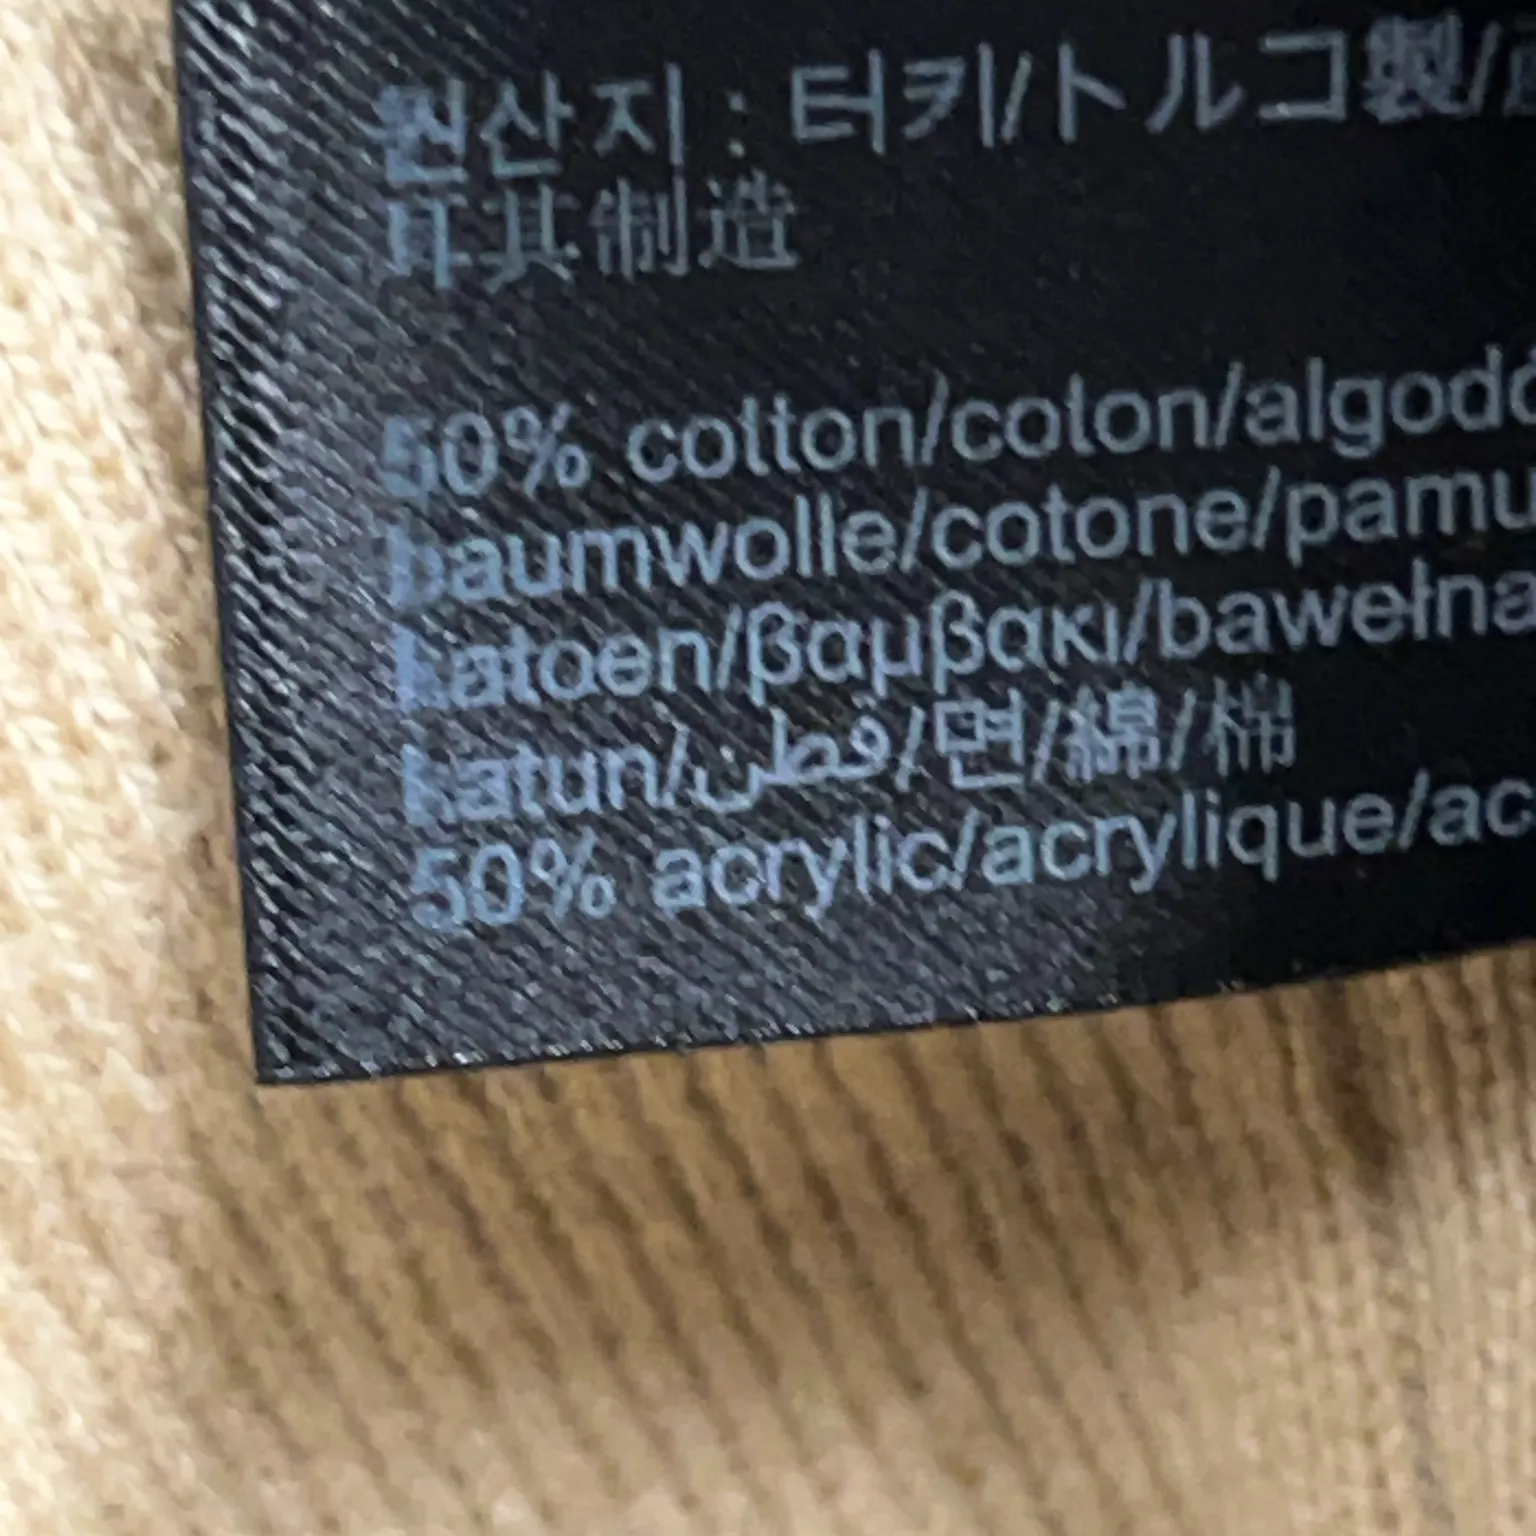 원산지 : 터키/トルコ製/
耳其制造
50% cotton/coton/algodó
baumwolle/cotone/pamu
katoen/βαμβακι/bawełna
katun/قطن/면/綿/棉
50% acrylic/acrylique/ac